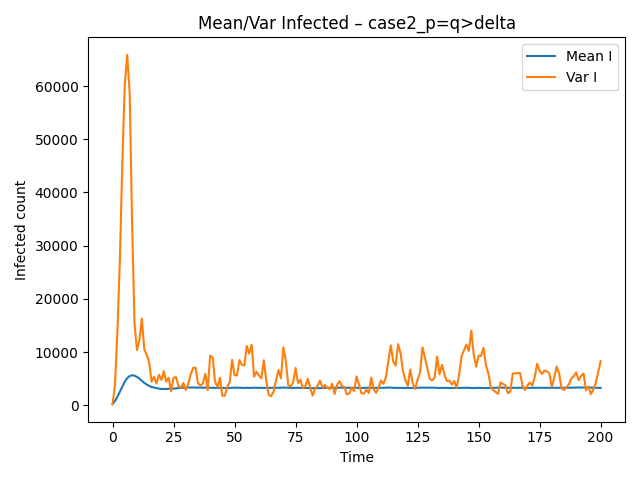 Mean/Var Infected – case2_p=q>delta
Mean I
Var I
60000
50000
40000
30000
20000
10000
0
Infected count
0 25 50 75 100 125 150 175 200
Time